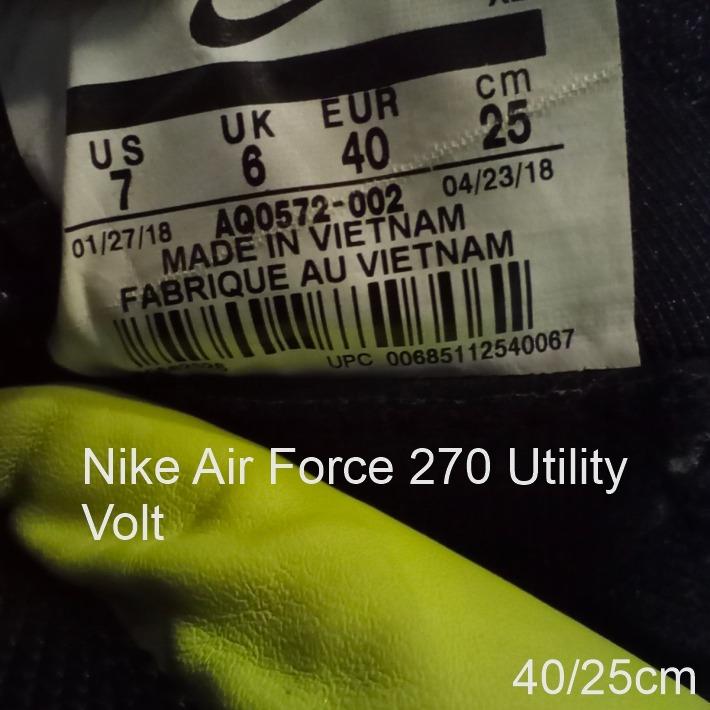 US UK EUR cm
7 6 40 25
01/27/18 AQ0572-002 04/23/18
MADE IN VIETNAM
FABRIQUE AU VIETNAM
UPC 00685112540067
Nike Air Force 270 Utility
Volt
40/25cm